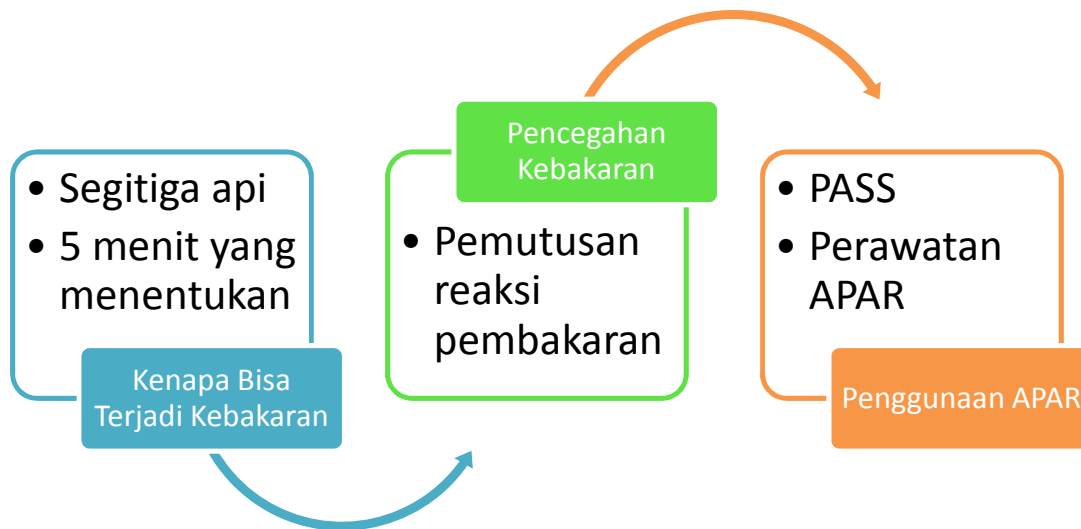 • Segitiga api
• 5 menit yang
menentukan
Kenapa Bisa
Terjadi Kebakaran
Pencegahan
Kebakaran
• Pemutusan
reaksi
pembakaran
• PASS
• Perawatan
APAR
Penggunaan APAR